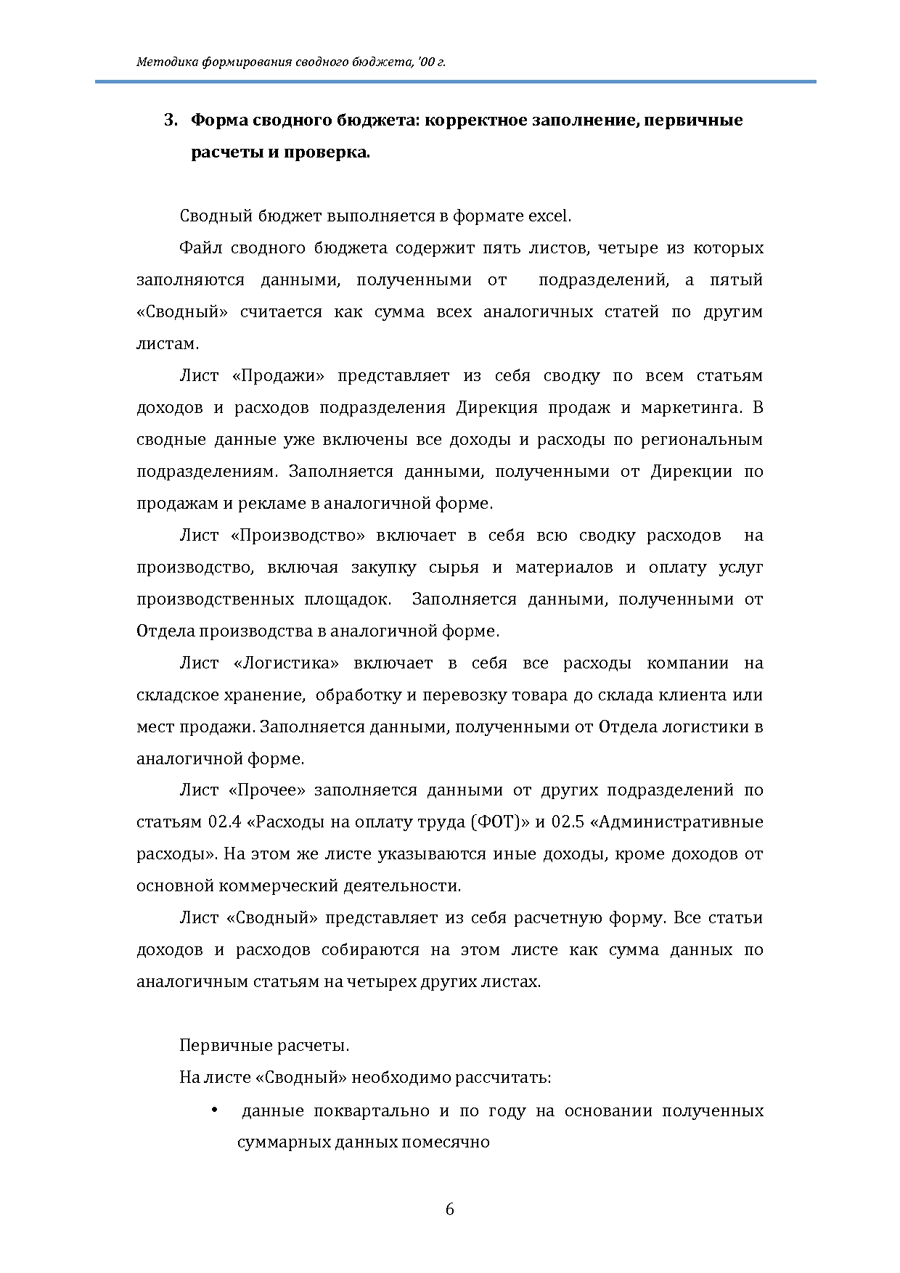 Методика формирования сводного бюджета, '00 г.
3. Форма сводного бюджета: корректное заполнение, первичные
расчеты и проверка.
Сводный бюджет выполняется в формате excel.
Файл сводного бюджета содержит пять листов, четыре из которых
заполняются данными, полученными от подразделений, а пятый
«Сводный» считается как сумма всех аналогичных статей по другим
листам.
Лист «Продажи» представляет из себя сводку по всем статьям
доходов и расходов подразделения Дирекция продаж и маркетинга. В
сводные данные уже включены все доходы и расходы по региональным
подразделениям. Заполняется данными, полученными от Дирекции по
продажам и рекламе в аналогичной форме.
Лист «Производство» включает в себя всю сводку расходов на
производство, включая закупку сырья и материалов и оплату услуг
производственных площадок. Заполняется данными, полученными от
Отдела производства в аналогичной форме.
Лист «Логистика» включает в себя все расходы компании на
складское хранение, обработку и перевозку товара до склада клиента или
мест продажи. Заполняется данными, полученными от Отдела логистики в
аналогичной форме.
Лист «Прочее» заполняется данными от других подразделений по
статьям 02.4 «Расходы на оплату труда (ФОТ)» и 02.5 «Административные
расходы». На этом же листе указываются иные доходы, кроме доходов от
основной коммерческий деятельности.
Лист «Сводный» представляет из себя расчетную форму. Все статьи
доходов и расходов собираются на этом листе как сумма данных по
аналогичным статьям на четырех других листах.
Первичные расчеты.
На листе «Сводный» необходимо рассчитать:
• данные поквартально и по году на основании полученных
суммарных данных помесячно
6